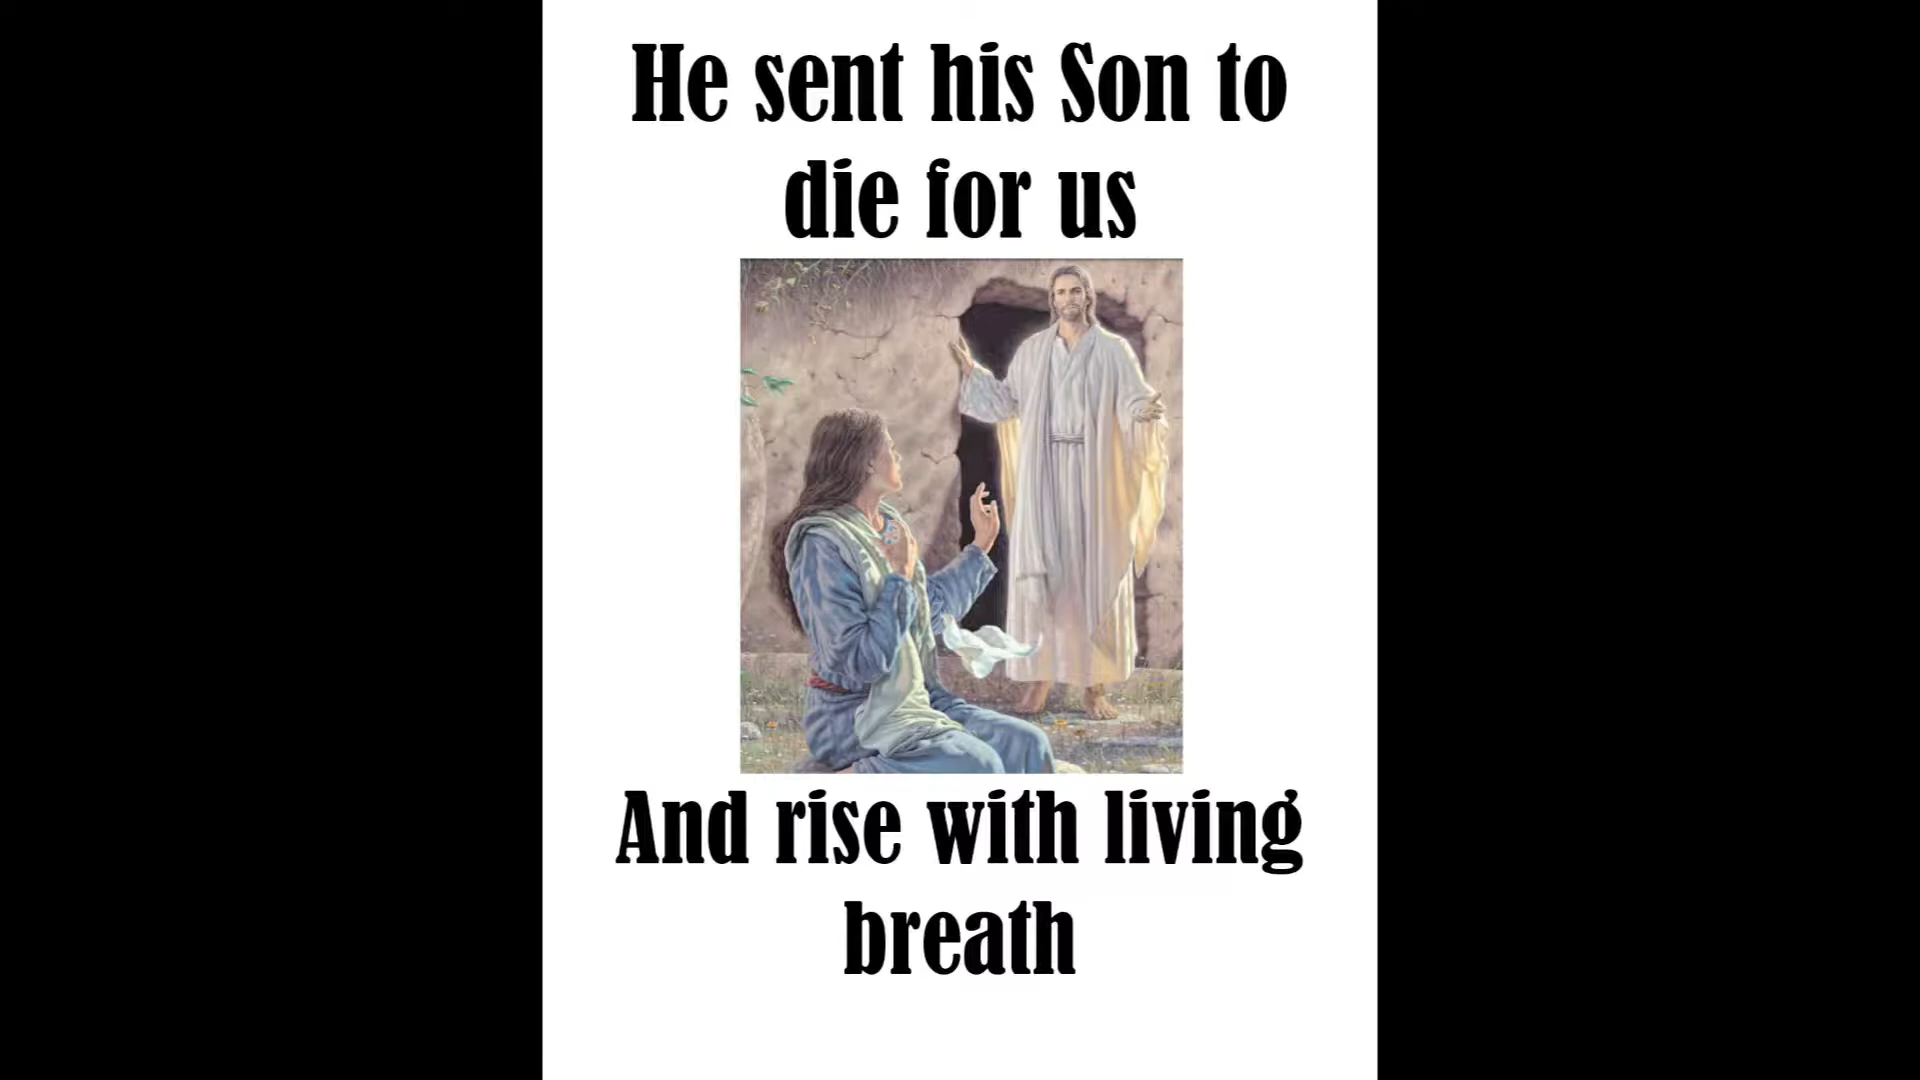 He sent his Son to
die for us
And rise with living
breath